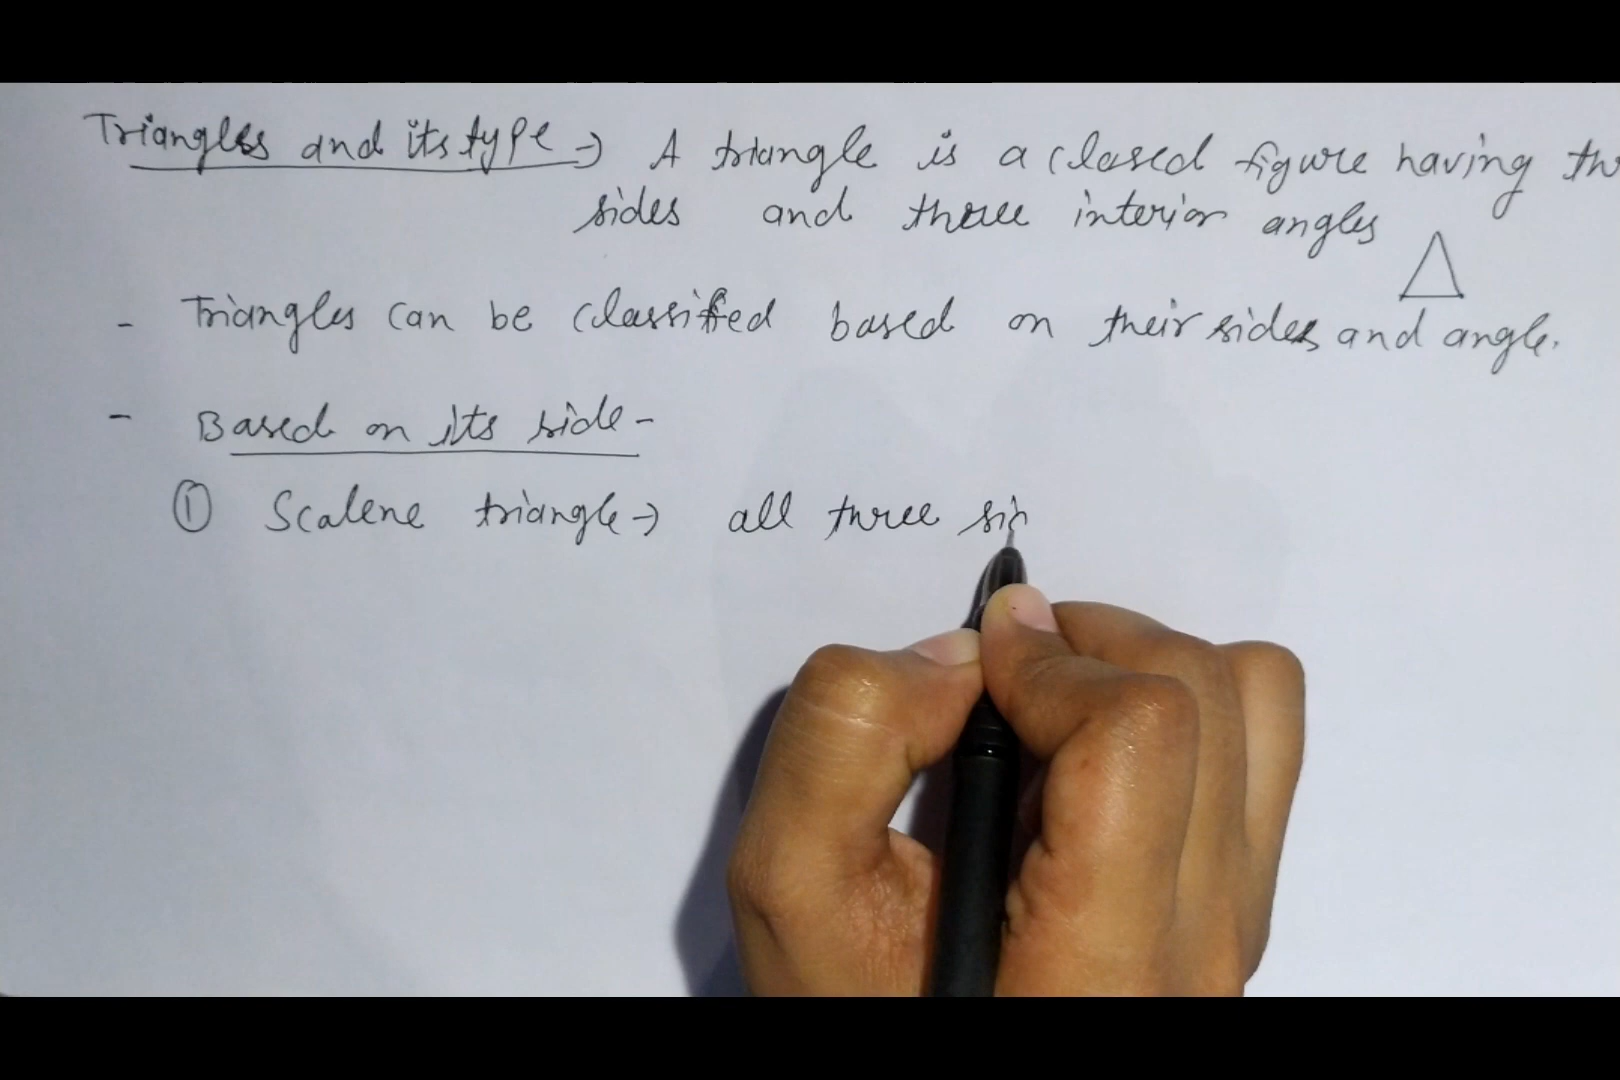 Triangles and its type → A triangle is a closed figure having
sides and three interior angles
- Triangles can be classified based on their sides and angle.
- Based on its side -
① Scalene triangle → all three